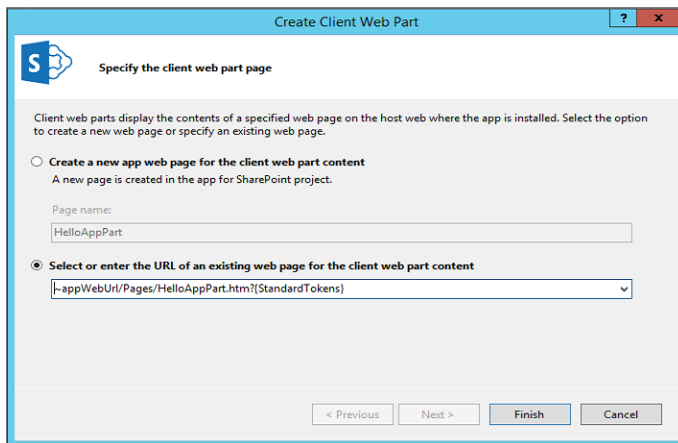 Create Client Web Part
? x
S
Specify the client web part page
Client web parts display the contents of a specified web page on the host web where the app is installed. Select the option
to create a new web page or specify an existing web page.
Create a new app web page for the client web part content
A new page is created in the app for SharePoint project.
Page name:
HelloAppPart
Select or enter the URL of an existing web page for the client web part content
~appWebUrl/Pages/HelloAppPart.htm?{StandardTokens}
< Previous Next > Finish Cancel